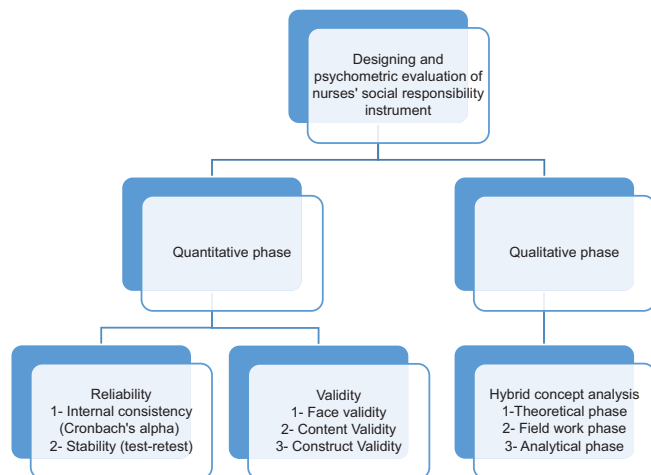 Designing and
psychometric evaluation of
nurses' social responsibility
instrument
Quantitative phase
Qualitative phase
Reliability
1- Internal consistency
(Cronbach's alpha)
2- Stability (test-retest)
Validity
1- Face validity
2- Content Validity
3- Construct Validity
Hybrid concept analysis
1-Theoretical phase
2- Field work phase
3- Analytical phase